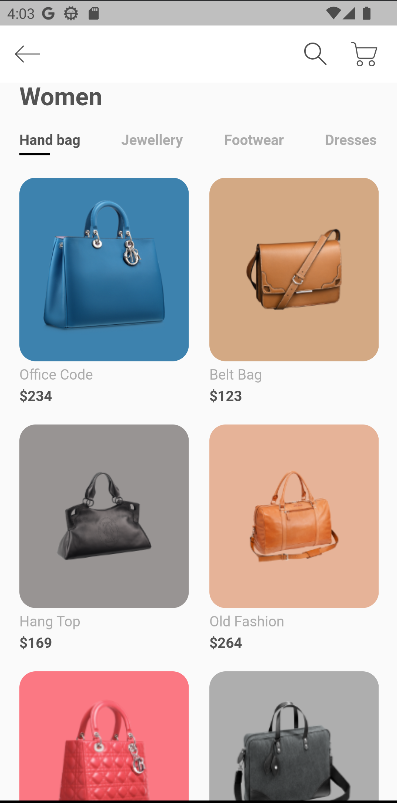 4:03
Women
Hand bag Jewellery Footwear Dresses
Office Code Belt Bag
$234 $123
Hang Top Old Fashion
$169 $264